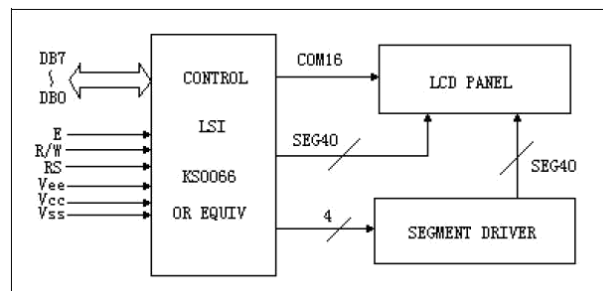 DB7
~
DB0
E
R/W
RS
Vee
Vcc
Vss
CONTROL
LSI
KS0066
OR EQUIV
COM16
SEG40
4
LCD PANEL
SEG40
SEGMENT DRIVER